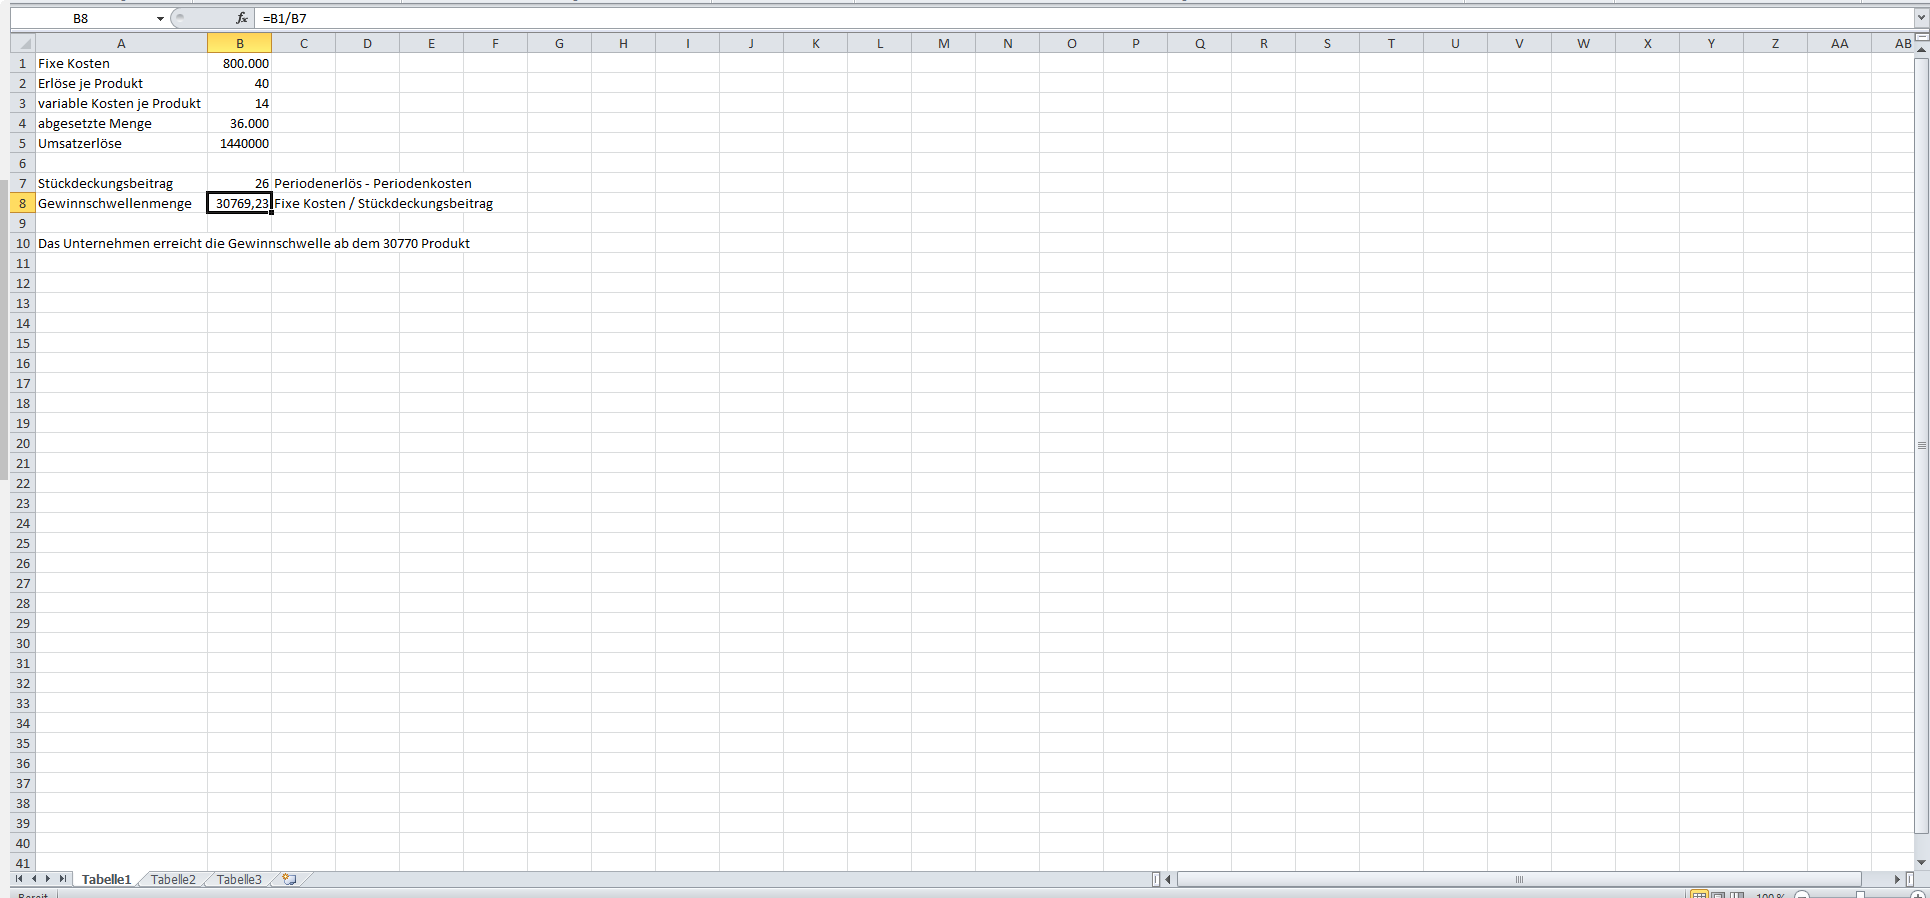 B8 fx =B1/B7
A B C D E F G H I J K L M N O P Q R S T U V W X Y Z AA AB
1 Fixe Kosten 800.000
2 Erlöse je Produkt 40
3 variable Kosten je Produkt 14
4 abgesetzte Menge 36.000
5 Umsatzerlöse 1440000
6
7 Stückdeckungsbeitrag 26 Periodenerlös - Periodenkosten
8 Gewinnschwellenmenge 30769,23 Fixe Kosten / Stückdeckungsbeitrag
9
10 Das Unternehmen erreicht die Gewinnschwelle ab dem 30770 Produkt
11
12
13
14
15
16
17
18
19
20
21
22
23
24
25
26
27
28
29
30
31
32
33
34
35
36
37
38
39
40
41
Tabelle1 Tabelle2 Tabelle3
Bereit 100 %